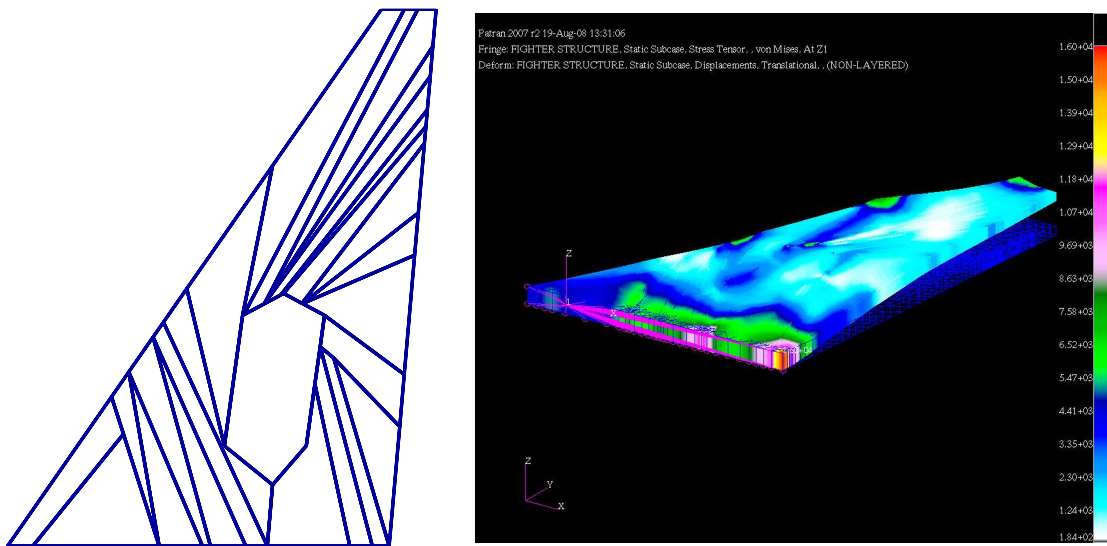 Patran 2007 r2 19-Aug-08 13:31:06
Fringe: FIGHTER STRUCTURE, Static Subcase, Stress Tensor, , von Mises, At Z1
Deform: FIGHTER STRUCTURE, Static Subcase, Displacements, Translational, , (NON-LAYERED)
1.60+04
1.50+04
1.39+04
1.29+04
1.18+04
1.07+04
9.69+03
8.63+03
7.58+03
6.52+03
5.47+03
4.41+03
3.35+03
2.30+03
1.24+03
1.84+02
Z
X
Z
Y
X